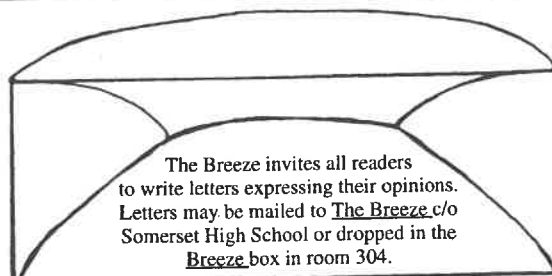 The Breeze invites all readers
to write letters expressing their opinions.
Letters may be mailed to The Breeze c/o
Somerset High School or dropped in the
Breeze box in room 304.